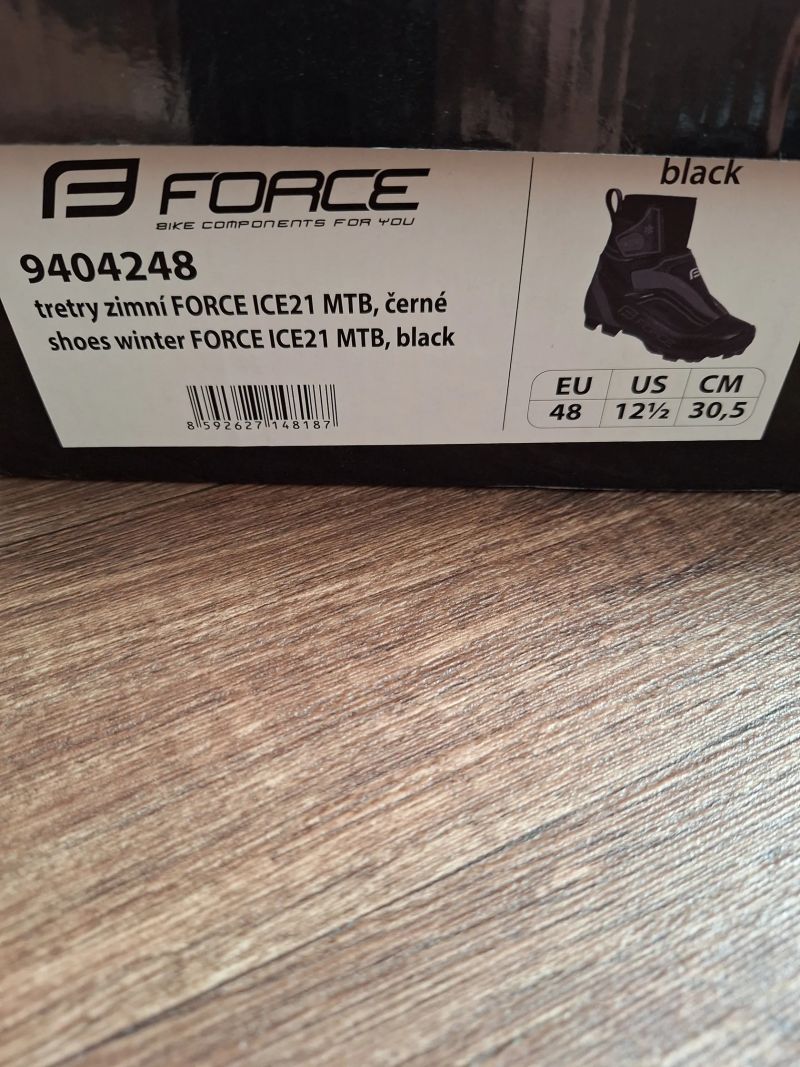 FORCE
BIKE COMPONENTS FOR YOU
9404248
tretry zimní FORCE ICE21 MTB, černé
shoes winter FORCE ICE21 MTB, black
8 592627 148187
black
FORCE
EU US CM
48 12½ 30,5